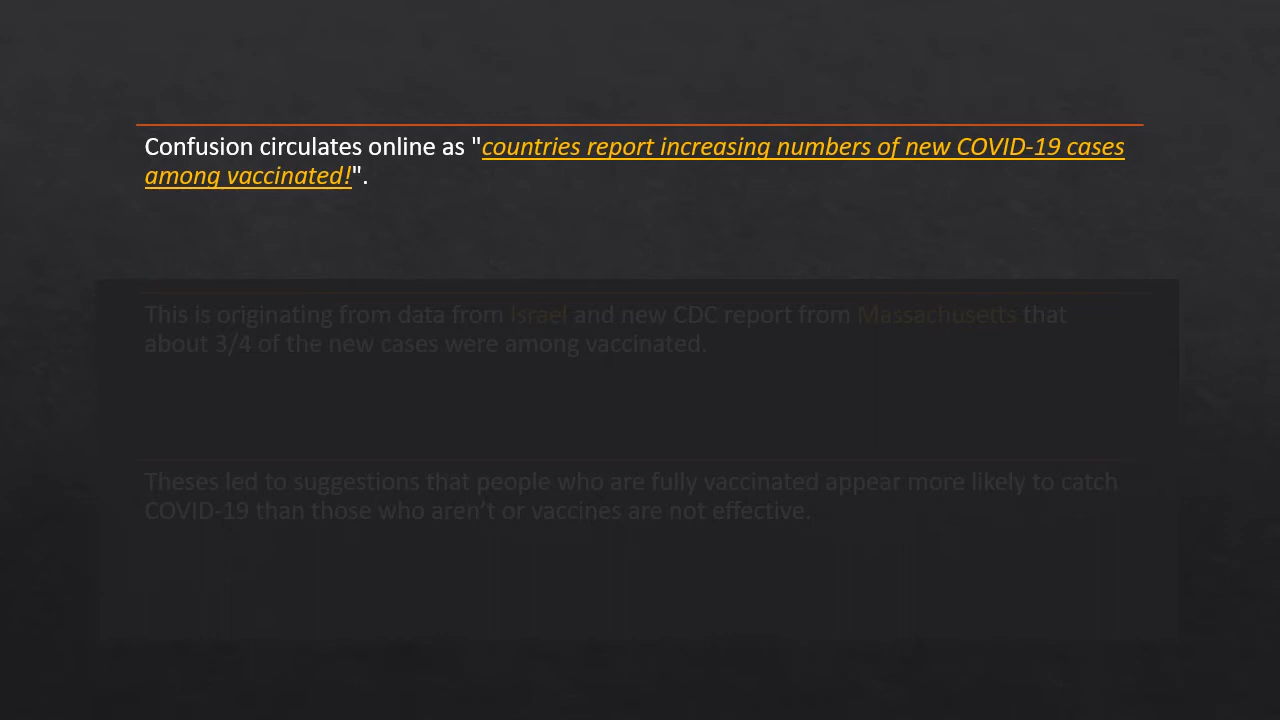 Confusion circulates online as "countries report increasing numbers of new COVID-19 cases
among vaccinated!".
This is originating from data from Israel and new CDC report from Massachusetts that
about 3/4 of the new cases were among vaccinated.
Theses led to suggestions that people who are fully vaccinated appear more likely to catch
COVID-19 than those who aren't or vaccines are not effective.